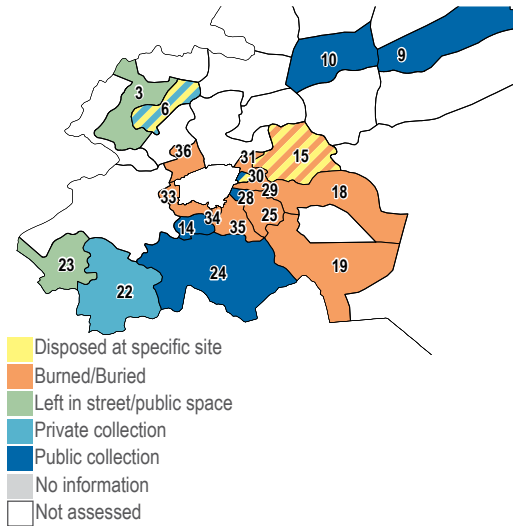 10
9
3
6
36
31
15
30
29
18
33
28
34
25
14
35
23
24
19
22
Disposed at specific site
Burned/Buried
Left in street/public space
Private collection
Public collection
No information
Not assessed